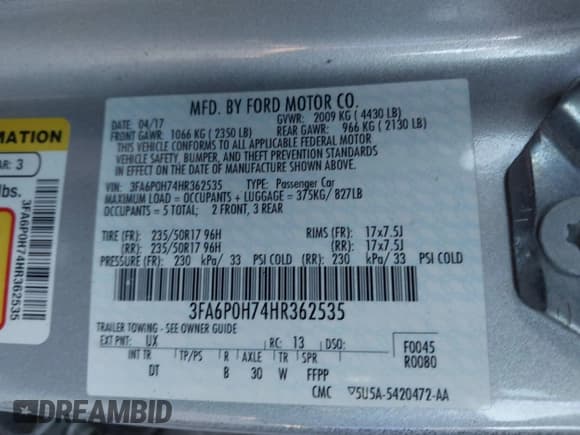 MFD. BY FORD MOTOR CO.
DATE: 04/17 GVWR: 2009 KG ( 4430 LB)
FRONT GAWR: 1066 KG ( 2350 LB) REAR GAWR: 966 KG ( 2130 LB)
THIS VEHICLE CONFORMS TO ALL APPLICABLE FEDERAL MOTOR
VEHICLE SAFETY, BUMPER, AND THEFT PREVENTION STANDARDS
IN EFFECT ON THE DATE OF MANUFACTURE SHOWN ABOVE.
VIN: 3FA6P0H74HR362535 TYPE: Passenger Car
MAXIMUM LOAD = OCCUPANTS + LUGGAGE = 375KG/ 827LB
OCCUPANTS = 5 TOTAL; 2 FRONT, 3 REAR
TIRE (FR): 235/50R17 96H RIMS (FR): 17x7.5J
(RR): 235/50R17 96H (RR): 17x7.5J
PRESSURE (FR): 230 kPa/ 33 PSI COLD (RR): 230 kPa/ 33 PSI COLD
3FA6P0H74HR362535
TRAILER TOWING - SEE OWNER GUIDE
EXT PNT: UX RC: 13 DSO: F0045
INT TR TP/PS R AXLE TR SPR R0080
DT B 30 W FFPP
CMC 5U5A-5420472-AA
RMATION
AR: 3
lbs.
3FA6P0H74HR362535
DREAMBID